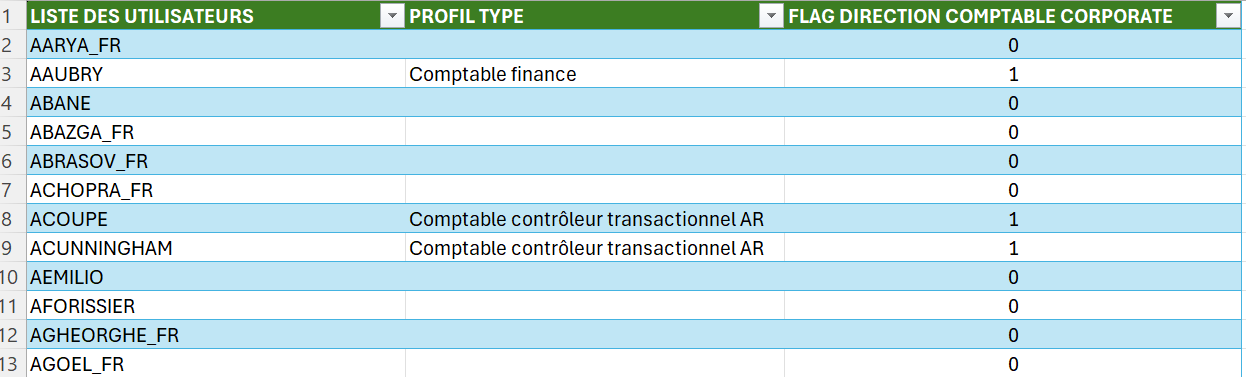 1 LISTE DES UTILISATEURS PROFIL TYPE FLAG DIRECTION COMPTABLE CORPORATE
2 AARYA_FR 0
3 AAUBRY Comptable finance 1
4 ABANE 0
5 ABAZGA_FR 0
6 ABRASOV_FR 0
7 ACHOPRA_FR 0
8 ACOUPE Comptable contrôleur transactionnel AR 1
9 ACUNNINGHAM Comptable contrôleur transactionnel AR 1
10 AEMILIO 0
11 AFORISSIER 0
12 AGHEORGHE_FR 0
13 AGOEL_FR 0